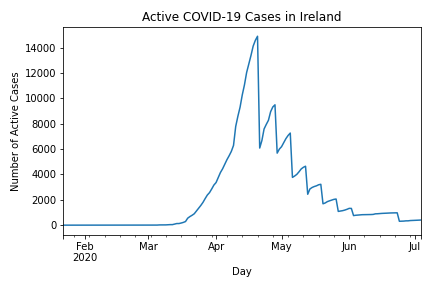 Active COVID-19 Cases in Ireland
14000
12000
10000
8000
6000
4000
2000
0
Number of Active Cases
Feb Mar Apr May Jun Jul
2020
Day